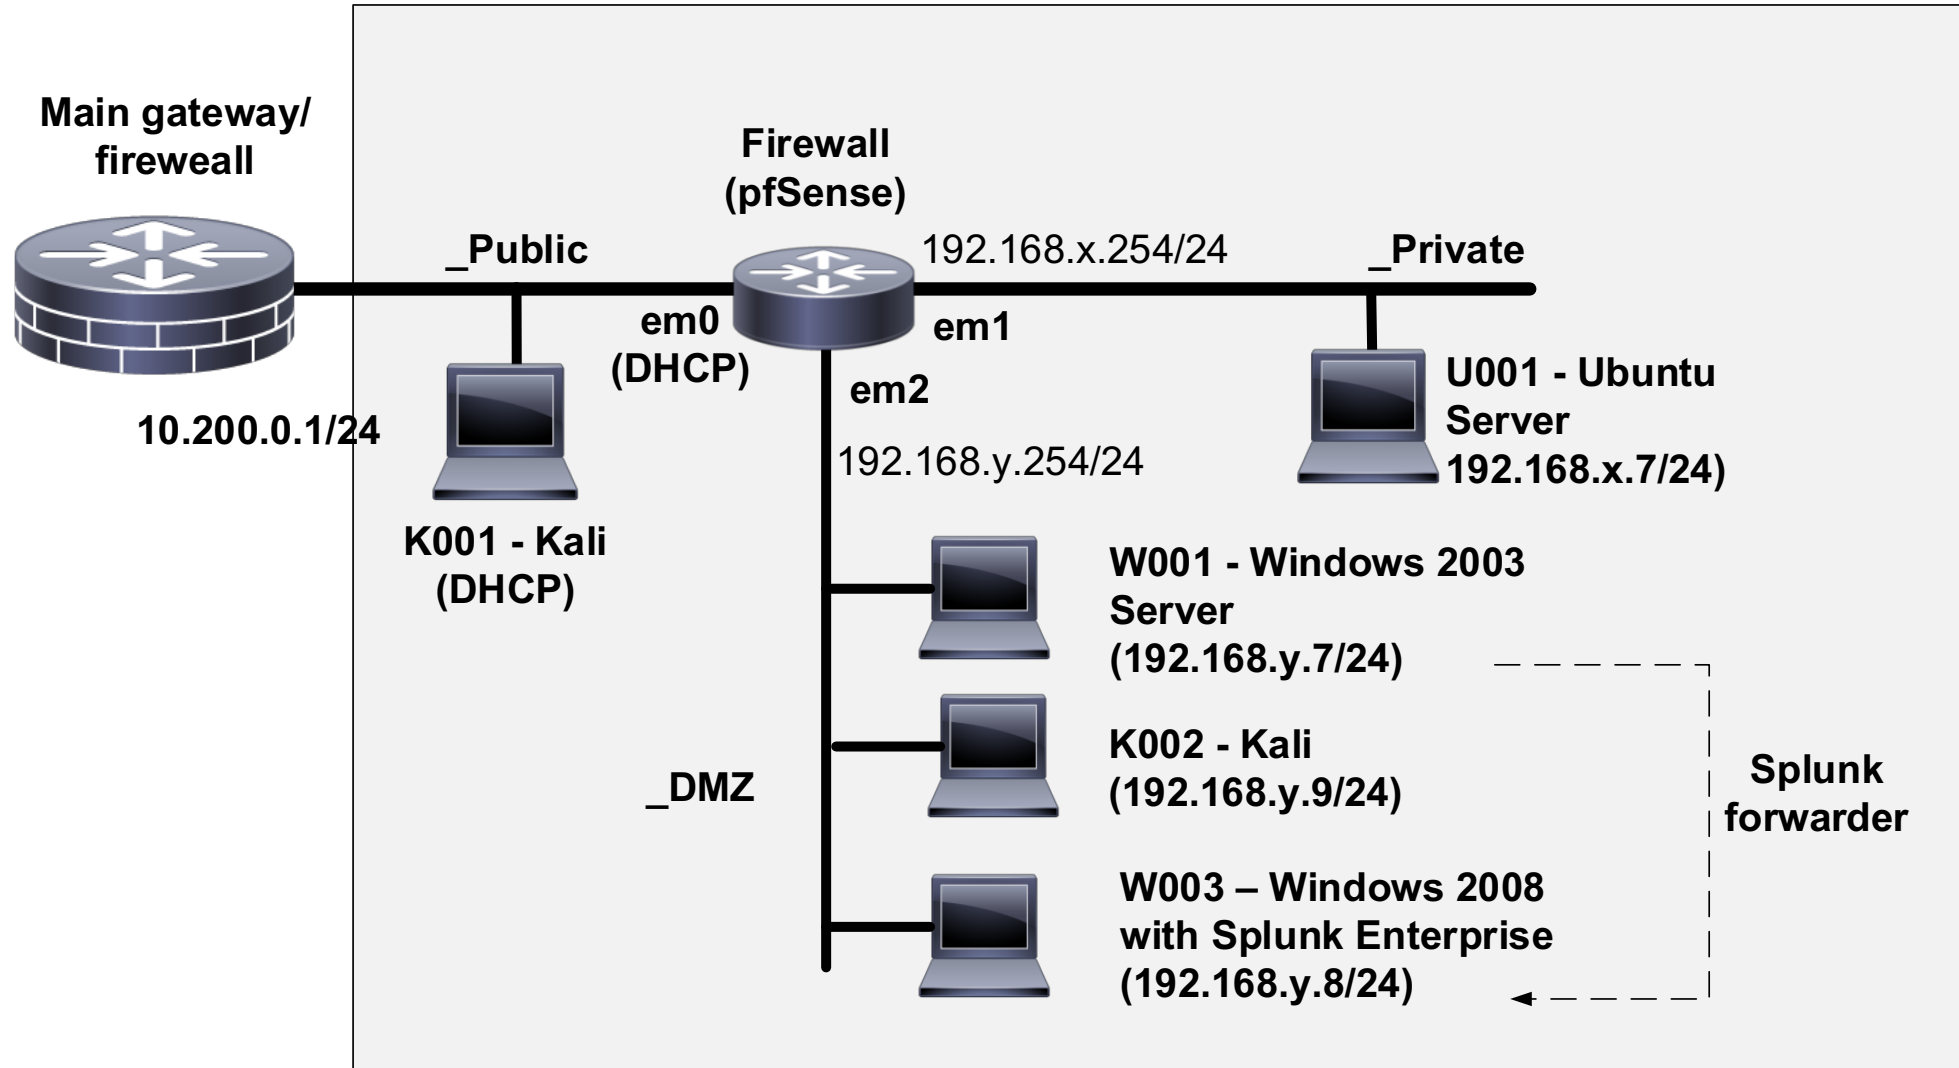 Main gateway/
fireweall
10.200.0.1/24
_Public
K001 - Kali
(DHCP)
Firewall
(pfSense)
em0
(DHCP)
192.168.x.254/24
em1
_Private
em2
192.168.y.254/24
U001 - Ubuntu
Server
192.168.x.7/24)
W001 - Windows 2003
Server
(192.168.y.7/24)
K002 - Kali
(192.168.y.9/24)
_DMZ
W003 – Windows 2008
with Splunk Enterprise
(192.168.y.8/24)
Splunk
forwarder